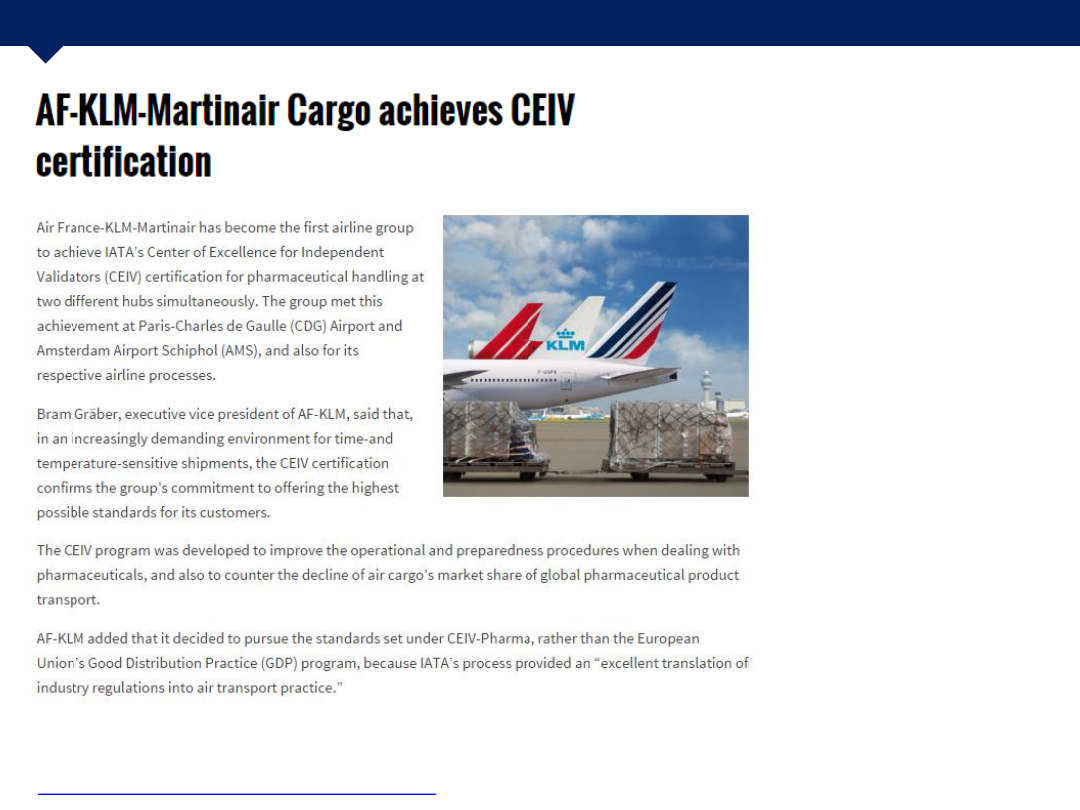 AF-KLM-Martinair Cargo achieves CEIV
certification
Air France-KLM-Martinair has become the first airline group
to achieve IATA's Center of Excellence for Independent
Validators (CEIV) certification for pharmaceutical handling at
two different hubs simultaneously. The group met this
achievement at Paris-Charles de Gaulle (CDG) Airport and
Amsterdam Airport Schiphol (AMS), and also for its
respective airline processes.
KLM
Bram Gräber, executive vice president of AF-KLM, said that,
in an increasingly demanding environment for time-and
temperature-sensitive shipments, the CEIV certification
confirms the group's commitment to offering the highest
possible standards for its customers.
The CEIV program was developed to improve the operational and preparedness procedures when dealing with
pharmaceuticals, and also to counter the decline of air cargo's market share of global pharmaceutical product
transport.
AF-KLM added that it decided to pursue the standards set under CEIV-Pharma, rather than the European
Union's Good Distribution Practice (GDP) program, because IATA's process provided an “excellent translation of
industry regulations into air transport practice.”